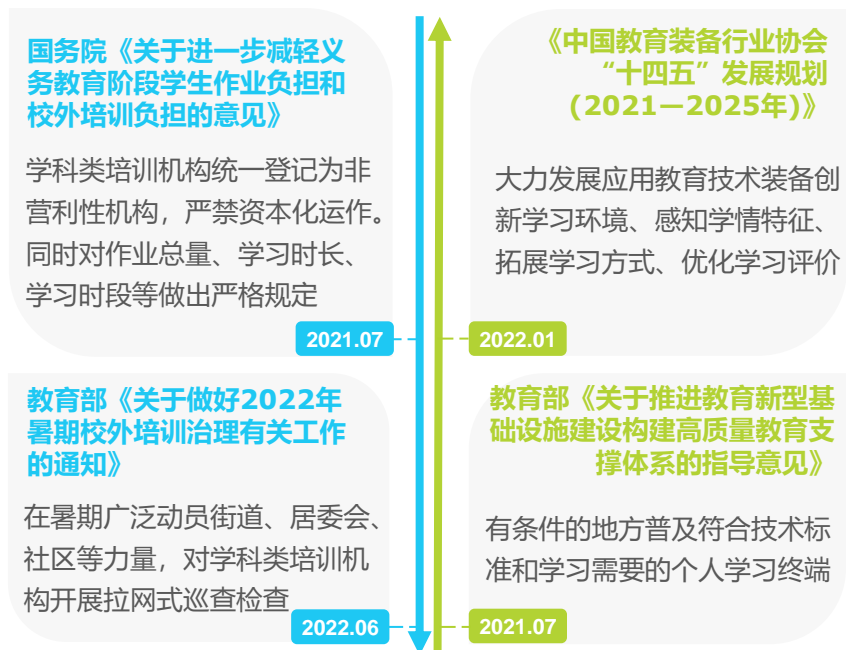 国务院《关于进一步减轻义
务教育阶段学生作业负担和
校外培训负担的意见》
学科类培训机构统一登记为非
营利性机构，严禁资本化运作。
同时对作业总量、学习时长、
学习时段等做出严格规定
2021.07
《中国教育装备行业协会
“十四五”发展规划
(2021—2025年)》
大力发展应用教育技术装备创
新学习环境、感知学情特征、
拓展学习方式、优化学习评价
2022.01
教育部《关于做好2022年
暑期校外培训治理有关工作
的通知》
在暑期广泛动员街道、居委会、
社区等力量，对学科类培训机
构开展拉网式巡查检查
2022.06
教育部《关于推进教育新型基
础设施建设构建高质量教育支
撑体系的指导意见》
有条件的地方普及符合技术标
准和学习需要的个人学习终端
2021.07